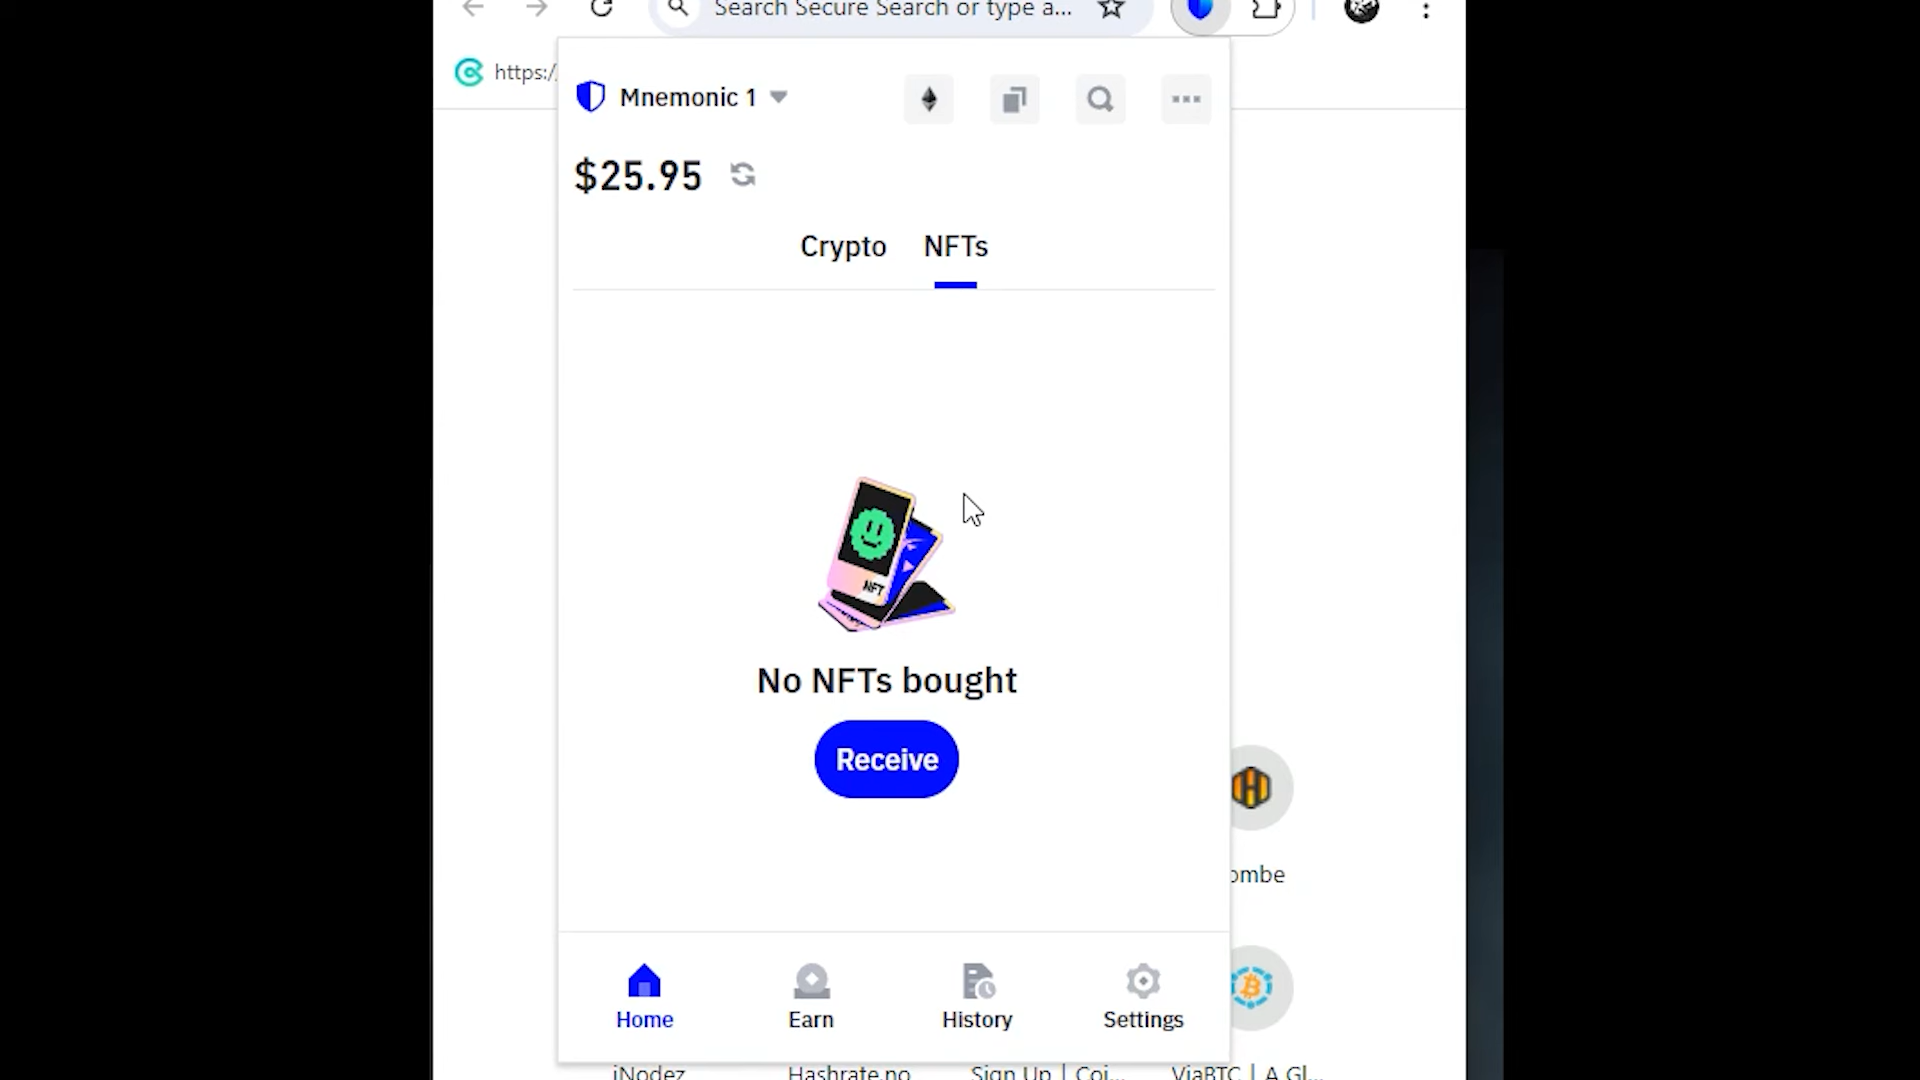 Search Secure Search or type a...
https:/
Mnemonic 1
$25.95
Crypto NFTs
NFT
No NFTs bought
Receive
ombe
Home Earn History Settings
iNodez Hashrate.no Sign Up | Coi... ViaBTC | A Gl...